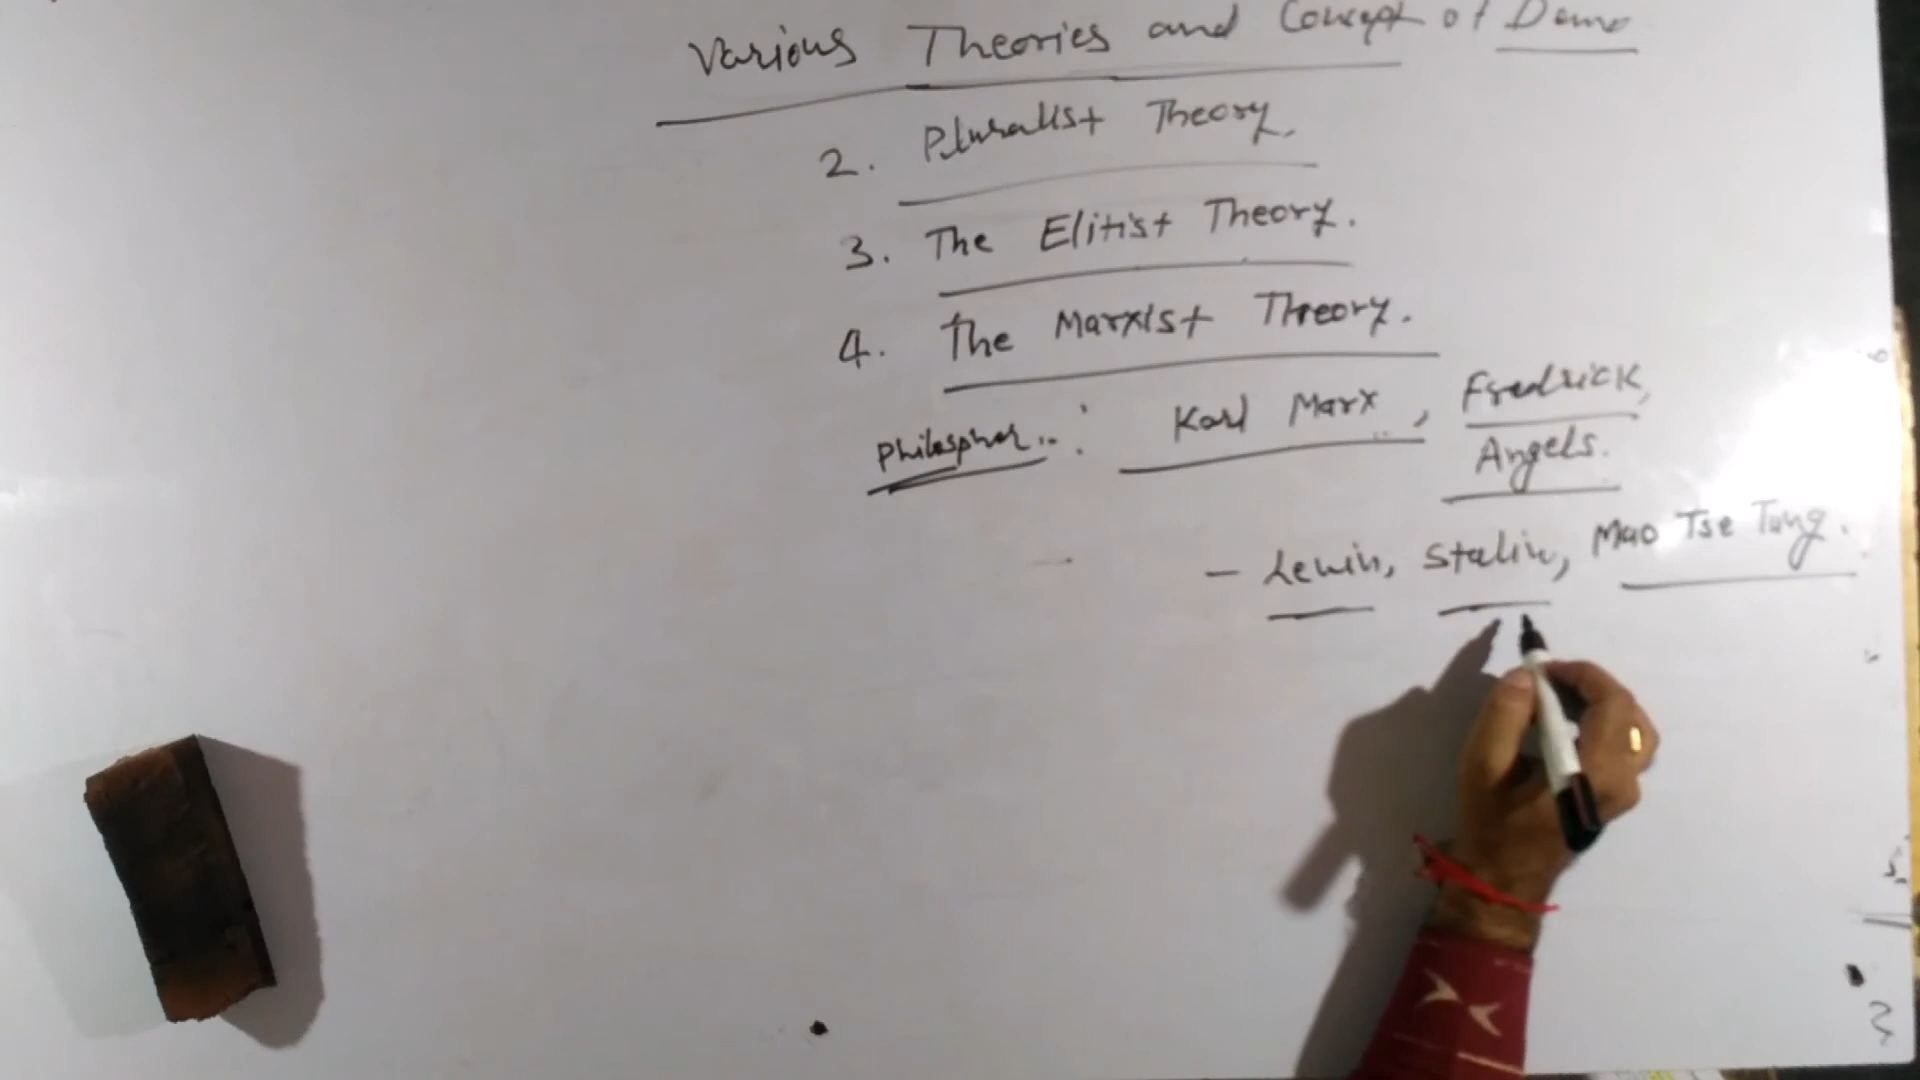 Various Theories and Concept of Demo
2. Pluralist Theory.
3. The Elitist Theory.
4. The Marxist Theory.
Philospher : Karl Marx, Fredrick,
Angels.
- Lenin, Stalin, Mao Tse Tung.